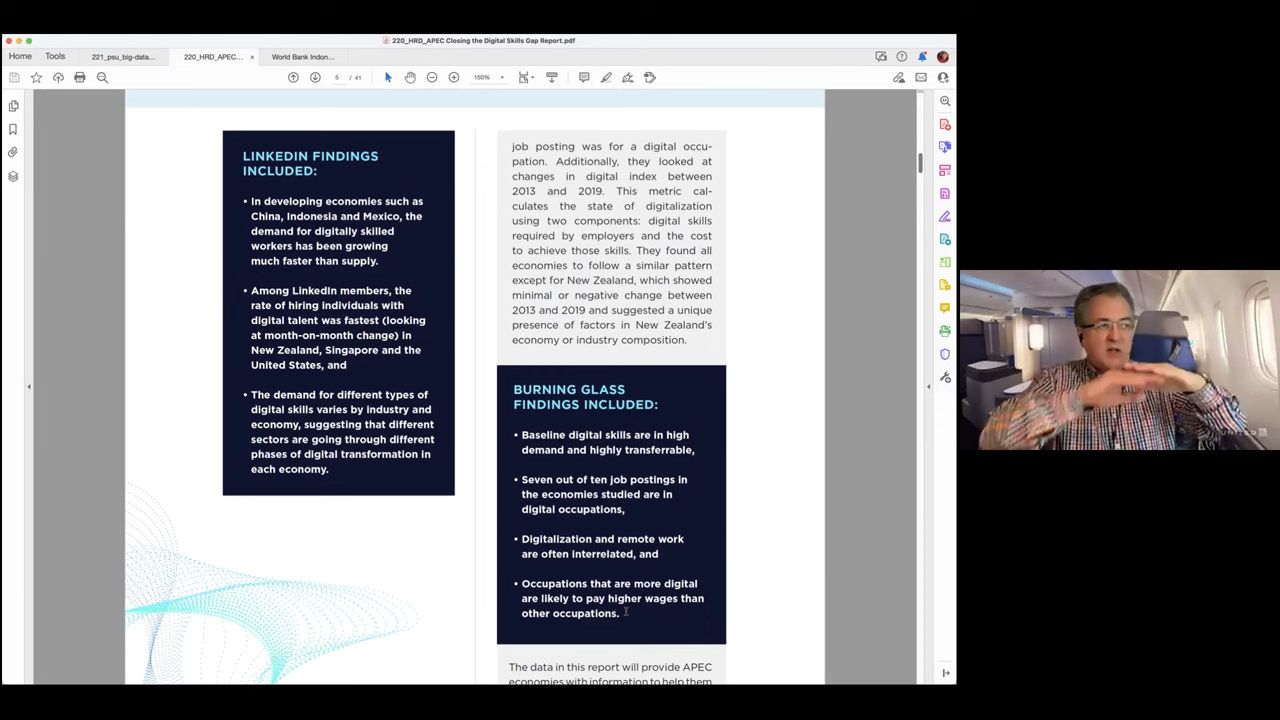 220_HRD_APEC Closing the Digital Skills Gap Report.pdf
Home
Tools
221_psu_big-data...
220_HRD_APEC...
World Bank Indon...
5 / 41
150%
LINKEDIN FINDINGS
INCLUDED:
• In developing economies such as
China, Indonesia and Mexico, the
demand for digitally skilled
workers has been growing
much faster than supply.
• Among LinkedIn members, the
rate of hiring individuals with
digital talent was fastest (looking
at month-on-month change) in
New Zealand, Singapore and the
United States, and
• The demand for different types of
digital skills varies by industry and
economy, suggesting that different
sectors are going through different
phases of digital transformation in
each economy.
job posting was for a digital occu-
pation. Additionally, they looked at
changes in digital index between
2013 and 2019. This metric cal-
culates the state of digitalization
using two components: digital skills
required by employers and the cost
to achieve those skills. They found all
economies to follow a similar pattern
except for New Zealand, which showed
minimal or negative change between
2013 and 2019 and suggested a unique
presence of factors in New Zealand's
economy or industry composition.
BURNING GLASS
FINDINGS INCLUDED:
• Baseline digital skills are in high
demand and highly transferrable,
• Seven out of ten job postings in
the economies studied are in
digital occupations,
• Digitalization and remote work
are often interrelated, and
• Occupations that are more digital
are likely to pay higher wages than
other occupations.
The data in this report will provide APEC
economies with information to help them
UNITED